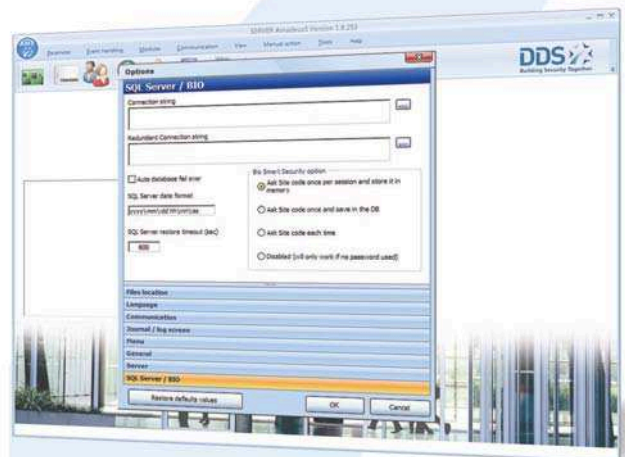 SERVER Amadeus5 Version 1.8.253
Parameter Event handling Modules Communication View Manual action Tools Help
DDS
Building Security Together
Options
SQL Server / BIO
Connection string
...
Redundant Connection string
...
Auto database fail over
SQL Server date format
yyyy\mm\dd hh:nn:ss
SQL Server restore timeout (sec)
600
Bio Smart Security option
Ask Site code once per session and store it in memory
Ask Site code once and save in the DB
Ask Site code each time
Disabled (will only work if no password used)
Files location
Language
Communication
Journal / log screen
Menu
General
Server
SQL Server / BIO
Restore defaults values
OK
Cancel